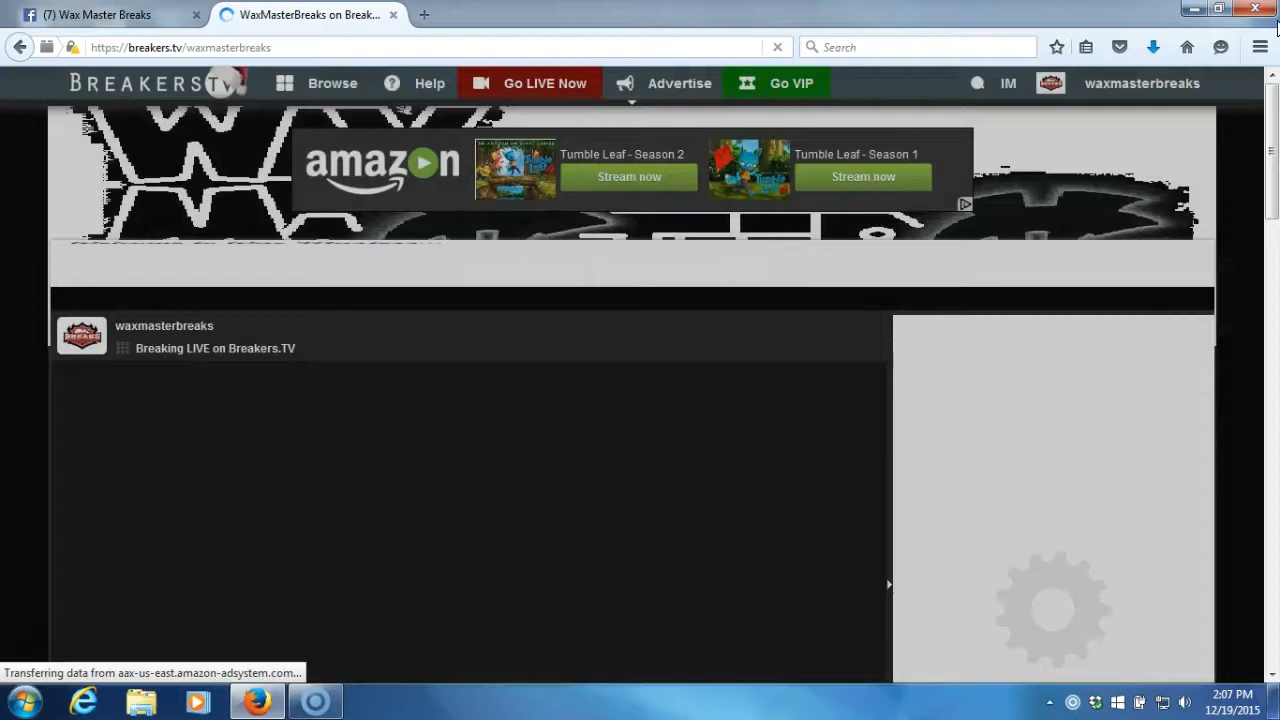 (7) Wax Master Breaks
WaxMasterBreaks on Break...
https://breakers.tv/waxmasterbreaks
Search
BREAKERS TV
Browse
Help
Go LIVE Now
Advertise
Go VIP
IM
waxmasterbreaks
amazon
Tumble Leaf - Season 2
Stream now
Tumble Leaf - Season 1
Stream now
waxmasterbreaks
Breaking LIVE on Breakers.TV
Transferring data from aax-us-east.amazon-adsystem.com...
2:07 PM
12/19/2015